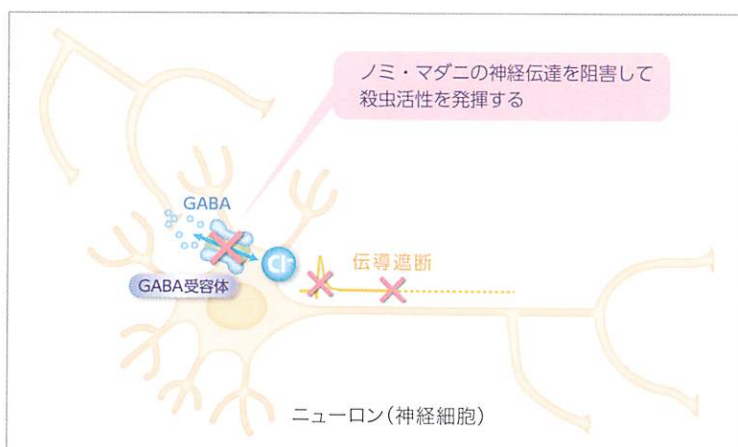 ノミ・マダニの神経伝達を阻害して
殺虫活性を発揮する
GABA
Cl-
伝導遮断
GABA受容体
ニューロン(神経細胞)